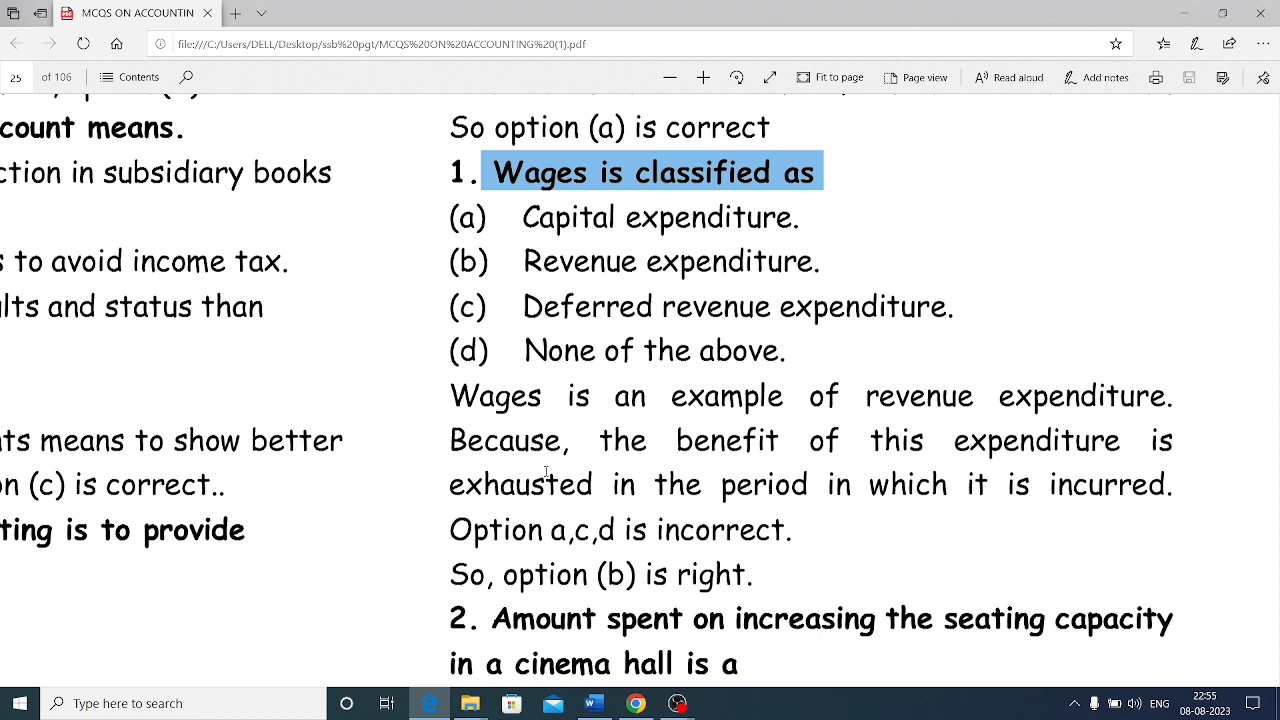 MCQS ON ACCOUNTIN
file:///C:/Users/DELL/Desktop/ssb%20pgt/MCQS%20ON%20ACCOUNTING%20(1).pdf
25 of 106 Contents Fit to page Page view Read aloud Add notes
count means.
ction in subsidiary books
s to avoid income tax.
ults and status than
nts means to show better
on (c) is correct..
ting is to provide
So option (a) is correct
1. Wages is classified as
(a) Capital expenditure.
(b) Revenue expenditure.
(c) Deferred revenue expenditure.
(d) None of the above.
Wages is an example of revenue expenditure.
Because, the benefit of this expenditure is
exhausted in the period in which it is incurred.
Option a,c,d is incorrect.
So, option (b) is right.
2. Amount spent on increasing the seating capacity
in a cinema hall is a
Type here to search
ENG
22:55
08-08-2023